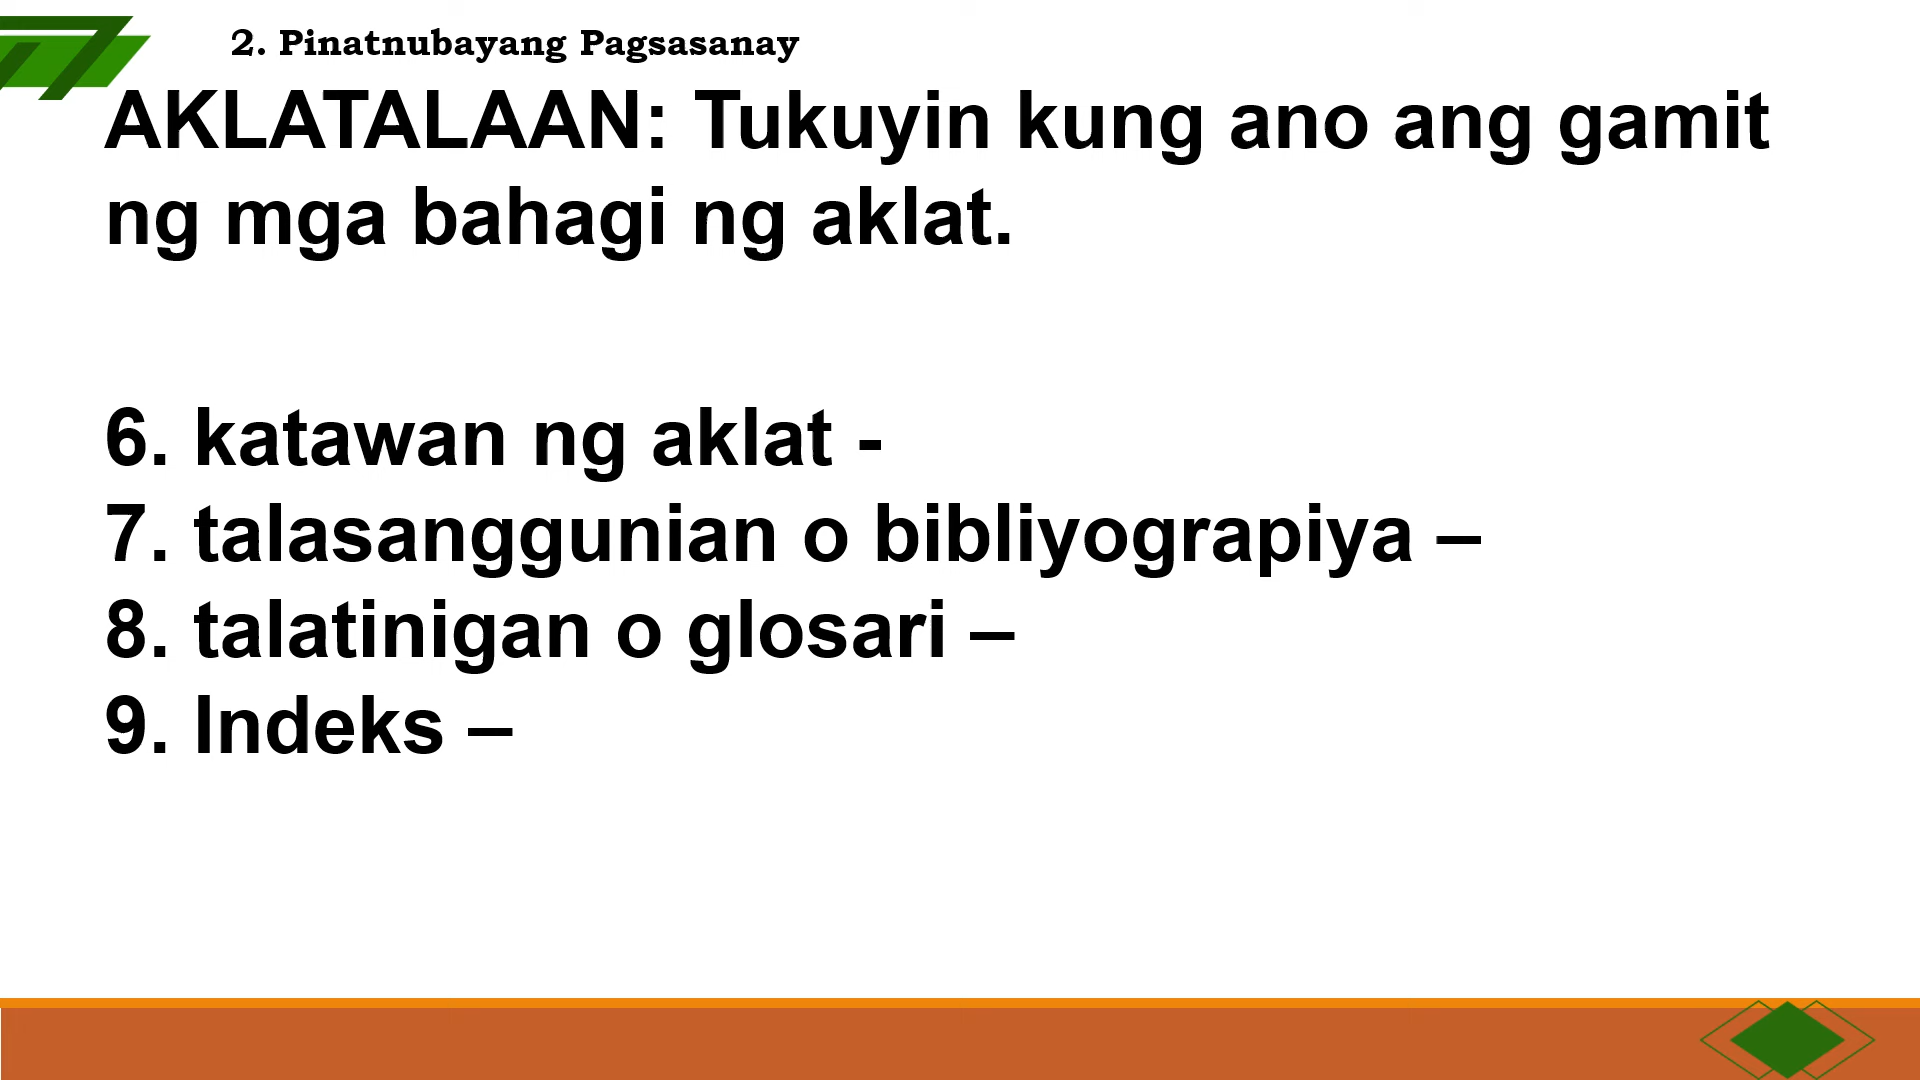 2. Pinatnubayang Pagsasanay
AKLATALAAN: Tukuyin kung ano ang gamit
ng mga bahagi ng aklat.
6. katawan ng aklat -
7. talasanggunian o bibliyograpiya –
8. talatinigan o glosari –
9. Indeks –